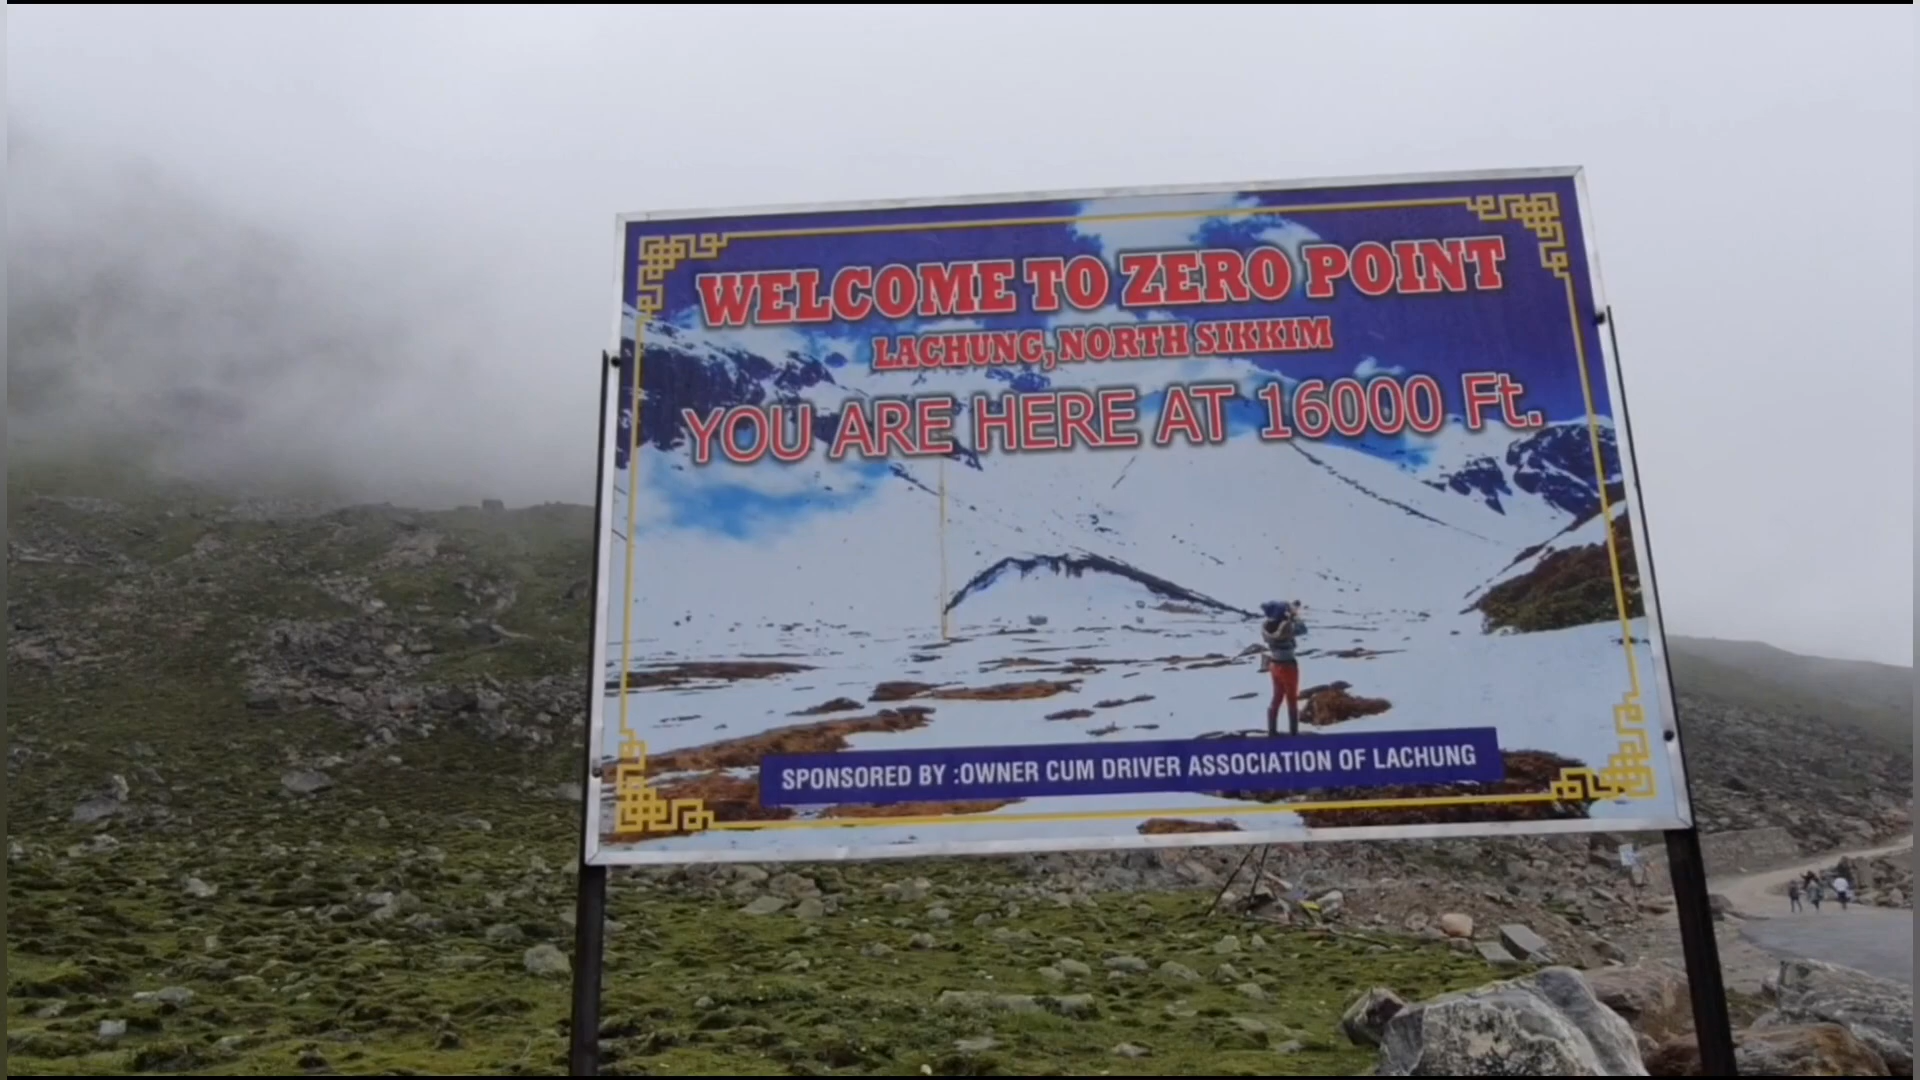 WELCOME TO ZERO POINT
LACHUNG, NORTH SIKKIM
YOU ARE HERE AT 16000 Ft.
SPONSORED BY :OWNER CUM DRIVER ASSOCIATION OF LACHUNG